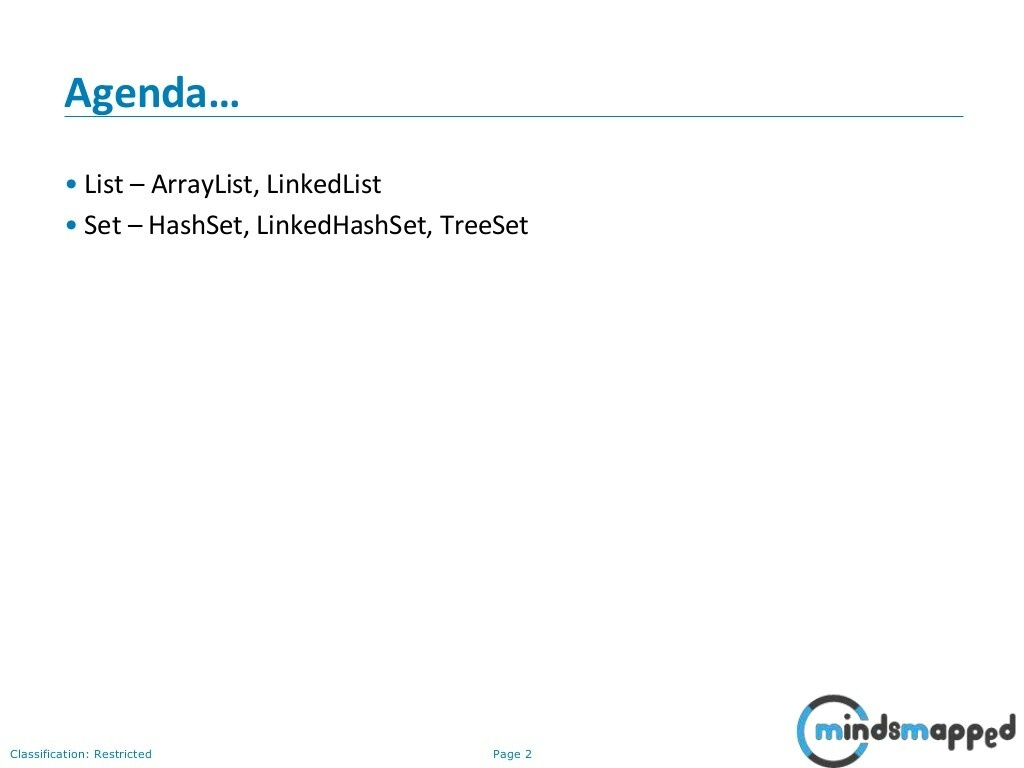 Agenda…
• List – ArrayList, LinkedList
• Set – HashSet, LinkedHashSet, TreeSet
Classification: Restricted
Page 2
mindsmapped